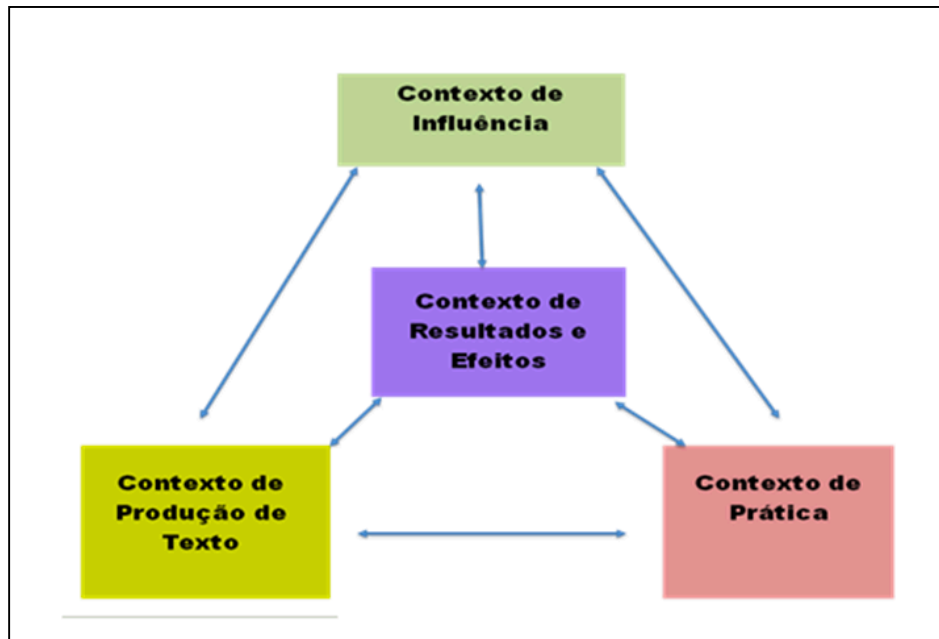 Contexto de
Influência
Contexto de
Resultados e
Efeitos
Contexto de
Produção de
Texto
Contexto de
Prática